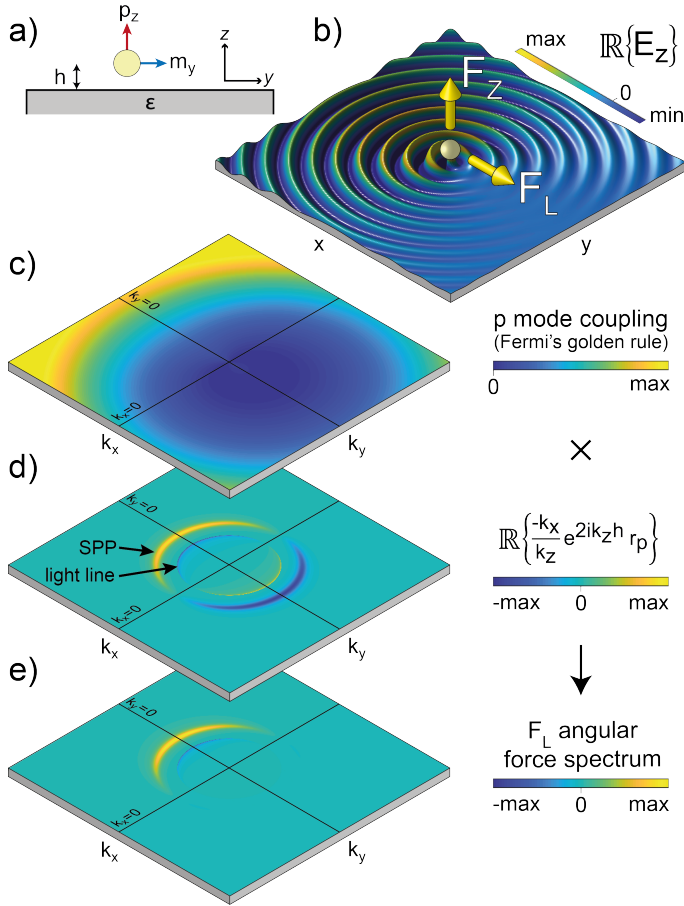 a)
p_z
h
m_y
z
y
ε
b)
ℝ{E_z}
max
0
min
F_Z
F_L
x
y
c)
k_y=0
k_x=0
k_x
k_y
p mode coupling
(Fermi's golden rule)
0
max
×
d)
k_y=0
SPP
light line
k_x=0
k_x
k_y
ℝ{-k_x/k_z e^{2ik_zh} r_p}
-max
0
max
e)
k_y=0
k_x=0
k_x
k_y
F_L angular
force spectrum
-max
0
max